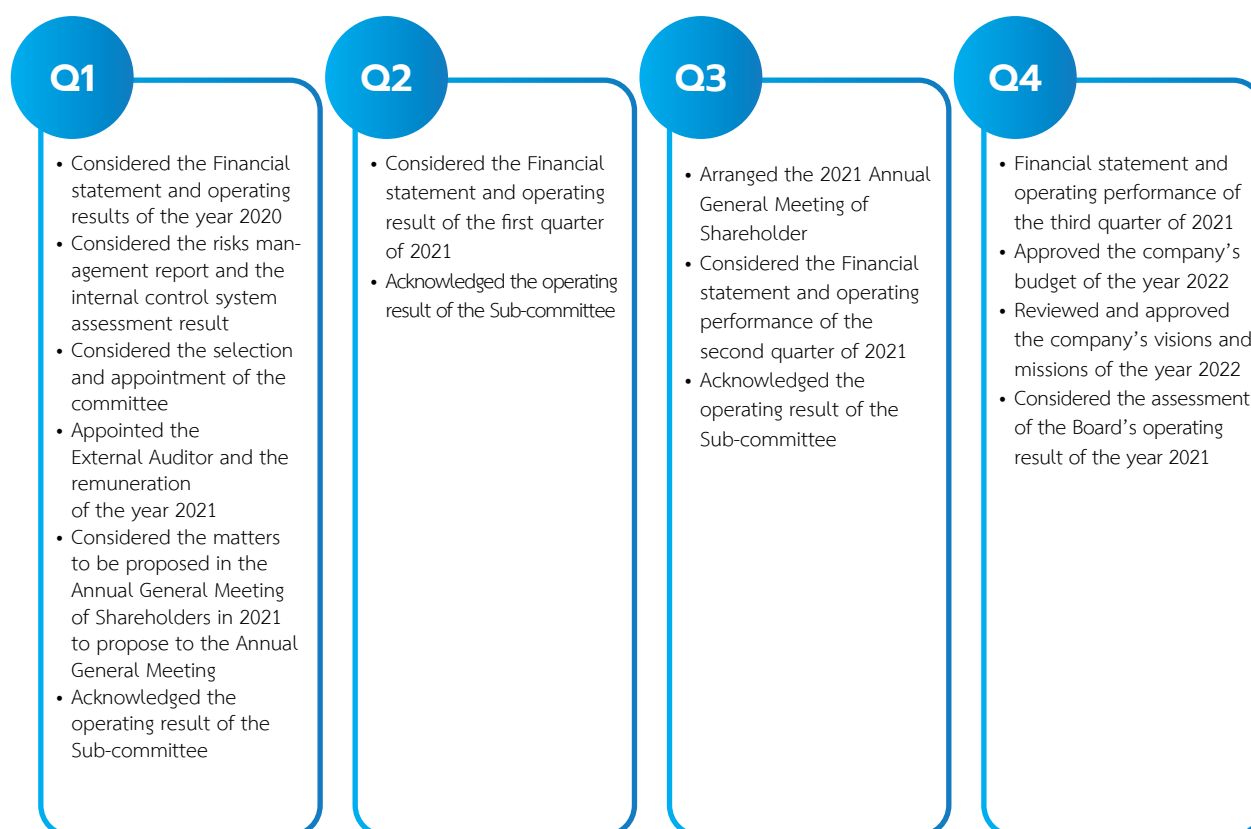 Q1
• Considered the Financial
statement and operating
results of the year 2020
• Considered the risks man-
agement report and the
internal control system
assessment result
• Considered the selection
and appointment of the
committee
• Appointed the
External Auditor and the
remuneration
of the year 2021
• Considered the matters
to be proposed in the
Annual General Meeting
of Shareholders in 2021
to propose to the Annual
General Meeting
• Acknowledged the
operating result of the
Sub-committee
Q2
• Considered the Financial
statement and operating
result of the first quarter
of 2021
• Acknowledged the operating
result of the Sub-committee
Q3
• Arranged the 2021 Annual
General Meeting of
Shareholder
• Considered the Financial
statement and operating
performance of the
second quarter of 2021
• Acknowledged the
operating result of the
Sub-committee
Q4
• Financial statement and
operating performance of
the third quarter of 2021
• Approved the company’s
budget of the year 2022
• Reviewed and approved
the company’s visions and
missions of the year 2022
• Considered the assessment
of the Board’s operating
result of the year 2021